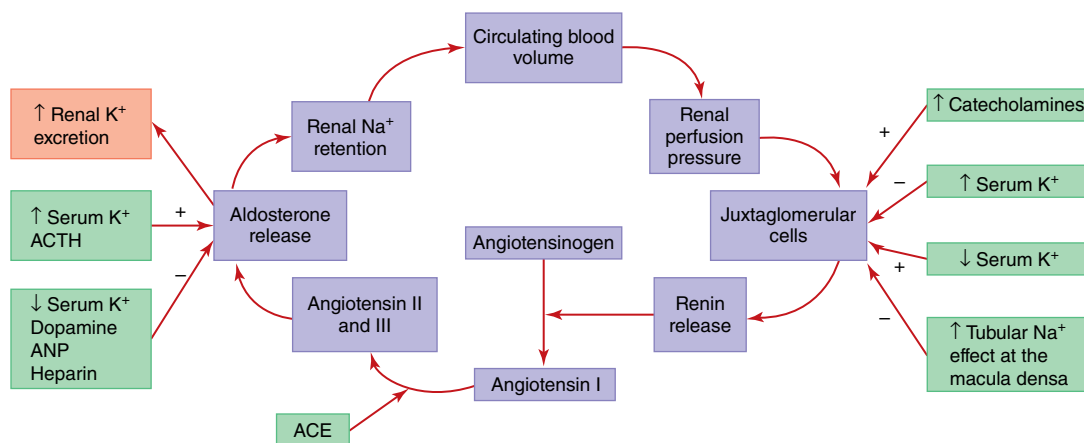 Circulating blood
volume
↑ Renal K⁺
excretion
Renal Na⁺
retention
Renal
perfusion
pressure
↑ Catecholamines
+
–
↑ Serum K⁺
↑ Serum K⁺
ACTH
+
Aldosterone
release
Juxtaglomerular
cells
Angiotensinogen
+
↓ Serum K⁺
–
–
↓ Serum K⁺
Dopamine
ANP
Heparin
Angiotensin II
and III
Renin
release
↑ Tubular Na⁺
effect at the
macula densa
Angiotensin I
ACE